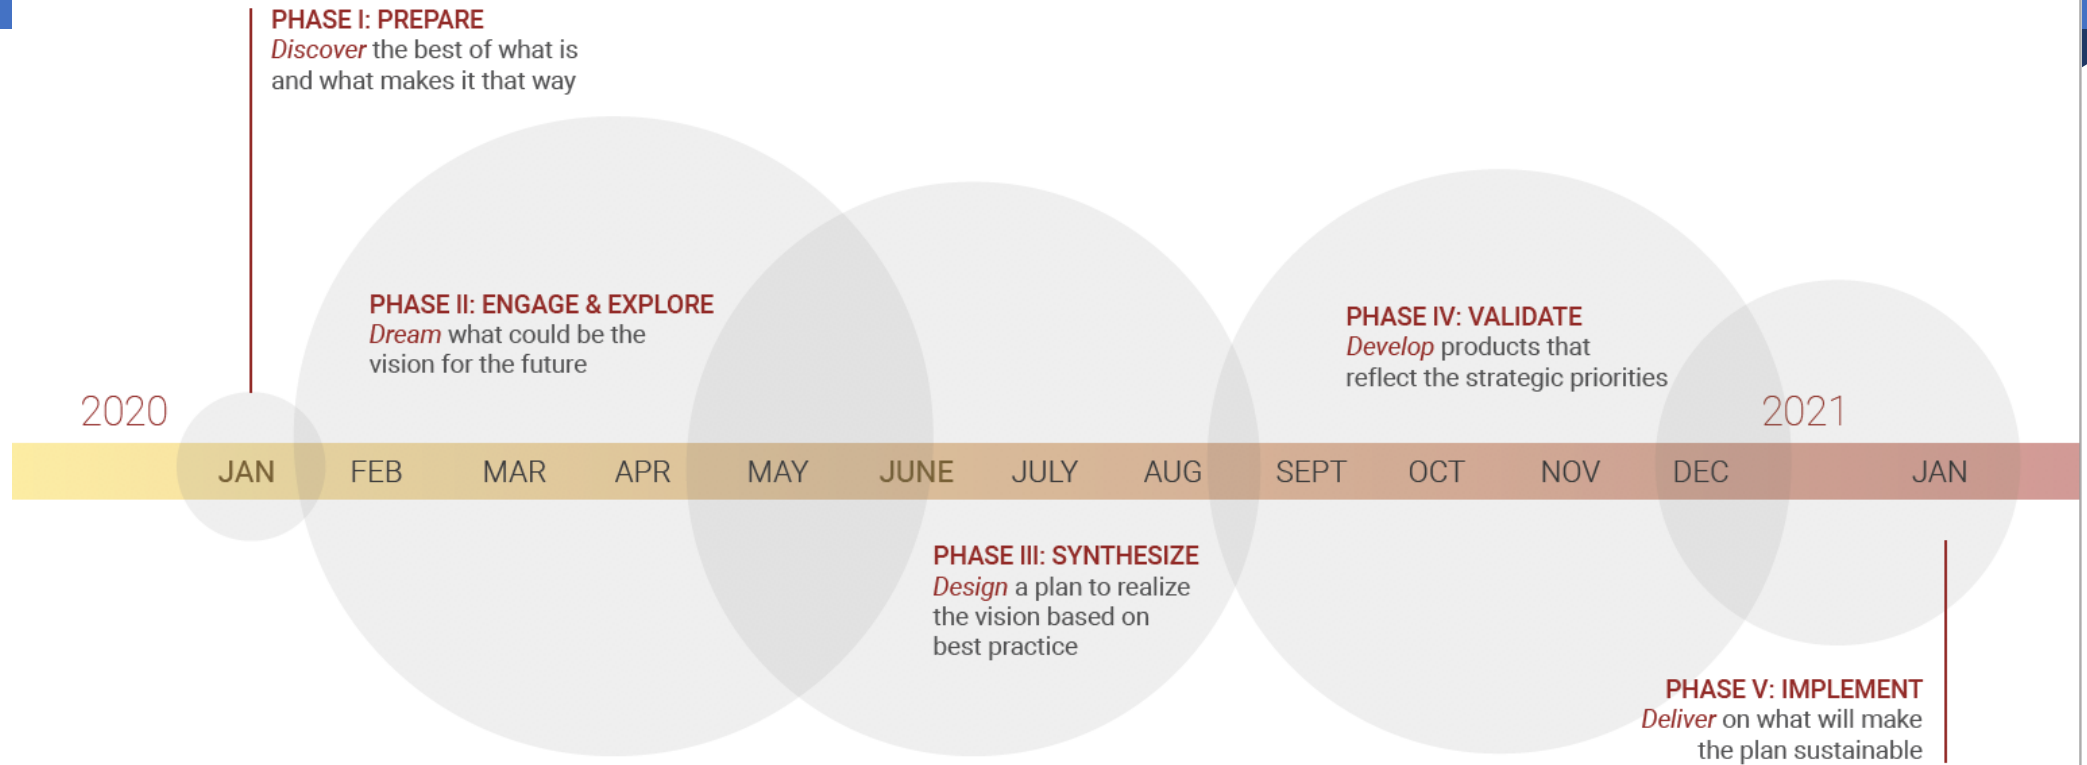 PHASE I: PREPARE
Discover the best of what is
and what makes it that way
PHASE II: ENGAGE & EXPLORE
Dream what could be the
vision for the future
PHASE IV: VALIDATE
Develop products that
reflect the strategic priorities
2020
2021
JAN FEB MAR APR MAY JUNE JULY AUG SEPT OCT NOV DEC JAN
PHASE III: SYNTHESIZE
Design a plan to realize
the vision based on
best practice
PHASE V: IMPLEMENT
Deliver on what will make
the plan sustainable